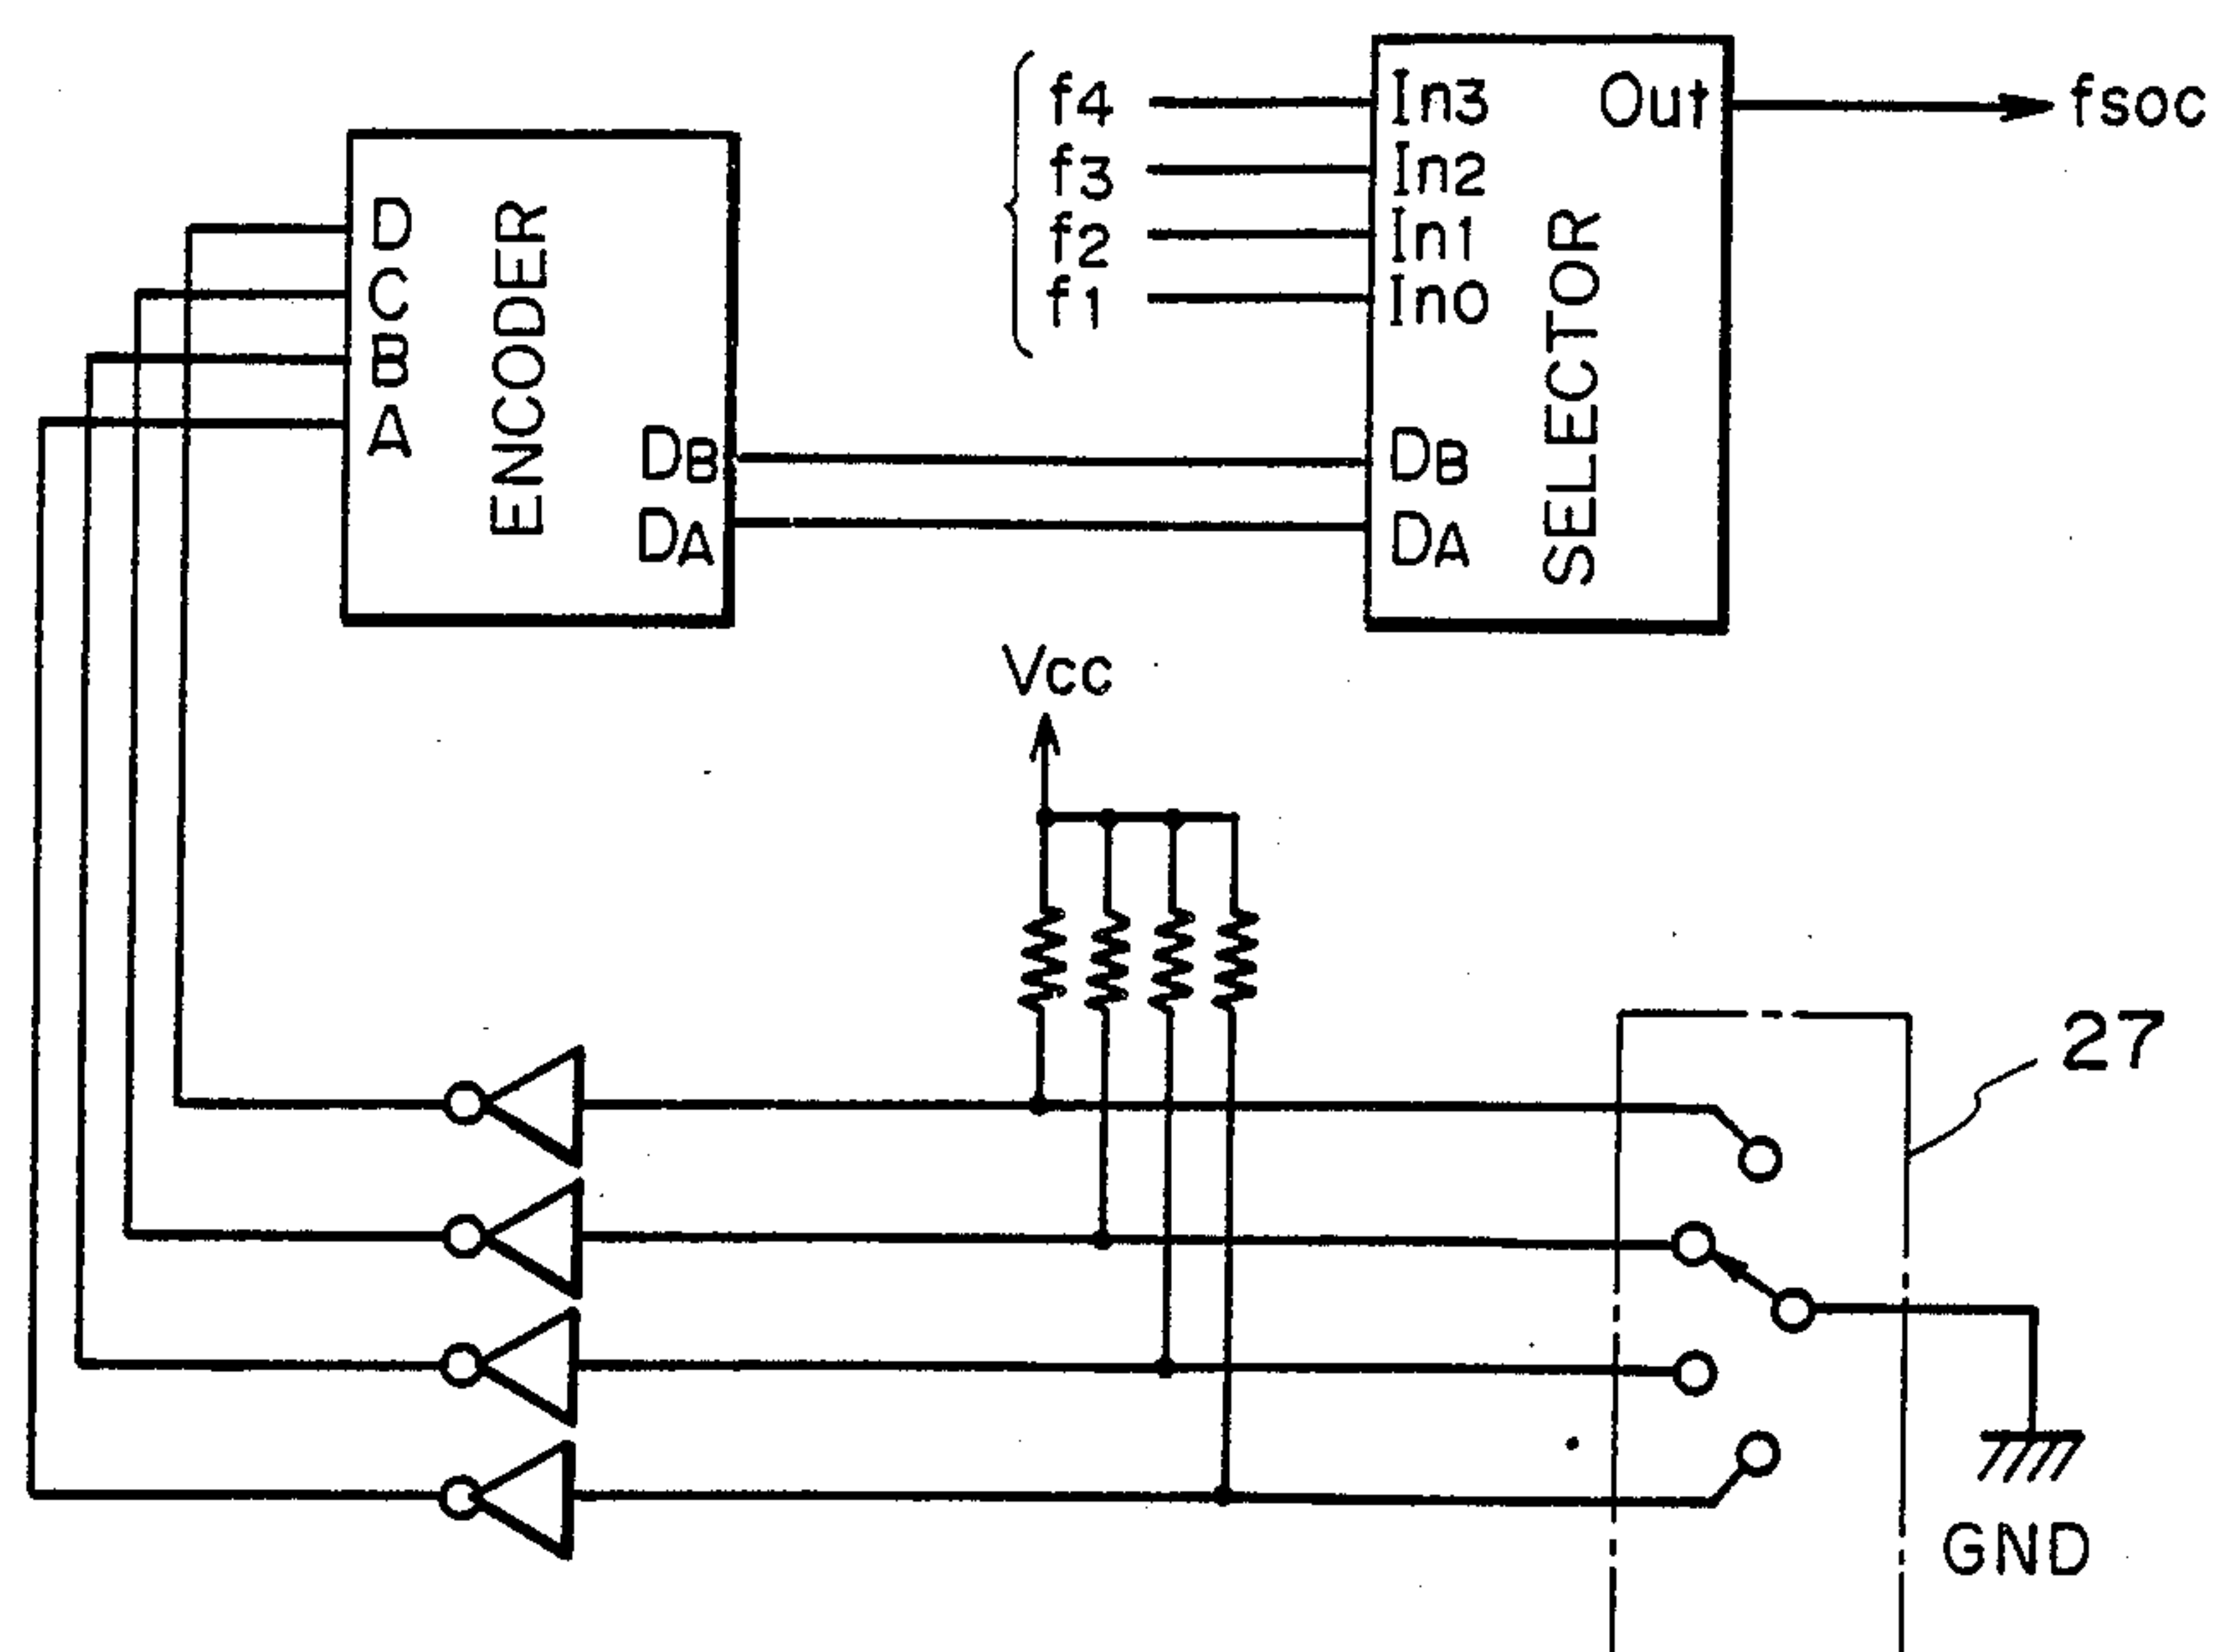 D
C
B
A
ENCODER
DB
DA
f4
f3
f2
f1
In3
In2
In1
In0
Out
fsoc
DB
DA
SELECTOR
Vcc
27
GND